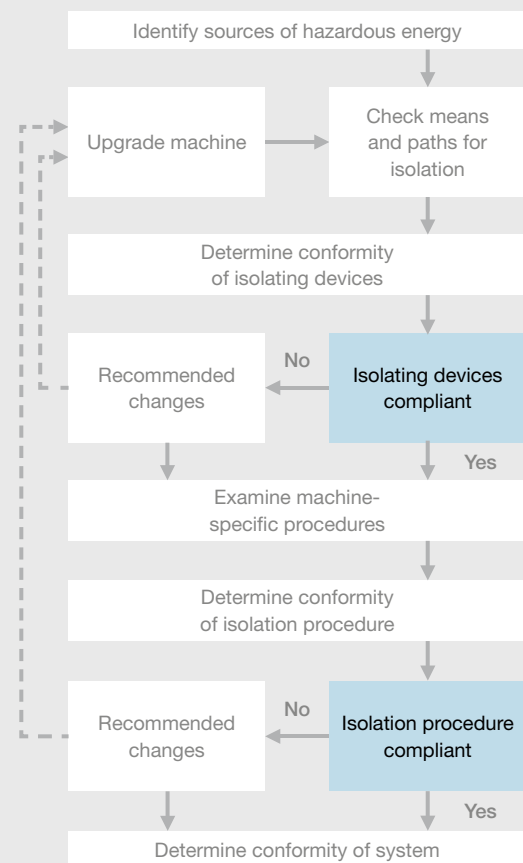 Identify sources of hazardous energy
Upgrade machine
Check means
and paths for
isolation
Determine conformity
of isolating devices
No
Recommended
changes
Isolating devices
compliant
Yes
Examine machine-
specific procedures
Determine conformity
of isolation procedure
No
Recommended
changes
Isolation procedure
compliant
Yes
Determine conformity of system